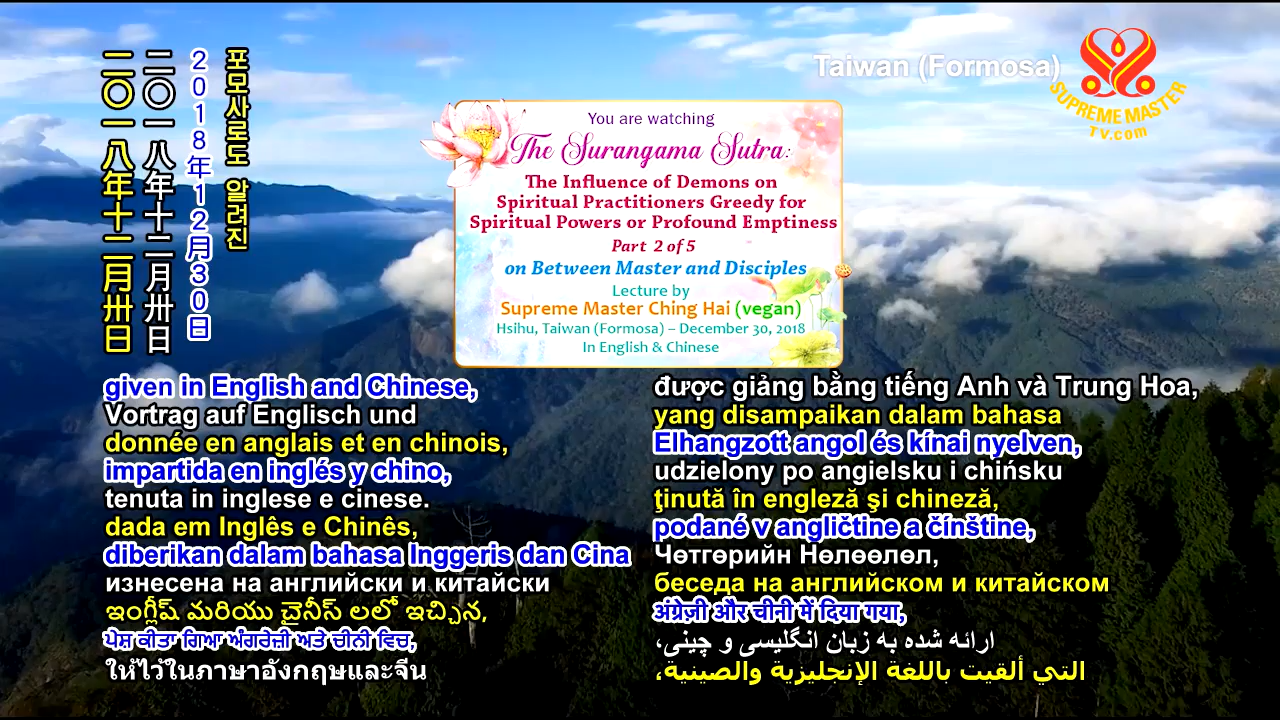 二〇一八年十二月卅日
二〇一八年十二月卅日
2018年12月30日
포모사로도 알려진
Taiwan (Formosa)
SUPREME MASTER
TV.com
You are watching
The Surangama Sutra:
The Influence of Demons on
Spiritual Practitioners Greedy for
Spiritual Powers or Profound Emptiness
Part 2 of 5
on Between Master and Disciples
Lecture by
Supreme Master Ching Hai (vegan)
Hsihu, Taiwan (Formosa) – December 30, 2018
In English & Chinese
given in English and Chinese,
Vortrag auf Englisch und
donnée en anglais et en chinois,
impartida en inglés y chino,
tenuta in inglese e cinese.
dada em Inglês e Chinês,
diberikan dalam bahasa Inggeris dan Cina
изнесена на английски и китайски
ఇంగ్లీష్ మరియు చైనీస్ లలో ఇచ్చిన,
ਪੇਸ਼ ਕੀਤਾ ਗਿਆ ਅੰਗਰੇਜ਼ੀ ਅਤੇ ਚੀਨੀ ਵਿਚ,
ให้ไว้ในภาษาอังกฤษและจีน
được giảng bằng tiếng Anh và Trung Hoa,
yang disampaikan dalam bahasa
Elhangzott angol és kínai nyelven,
udzielony po angielsku i chińsku
ţinută în engleză şi chineză,
podané v angličtine a čínštine,
Чөтгөрийн Нөлөөлөл,
беседа на английском и китайском
अंग्रेज़ी और चीनी में दिया गया,
ارائه شده به زبان انگلیسی و چینی،
التي ألقيت باللغة الإنجليزية والصينية،